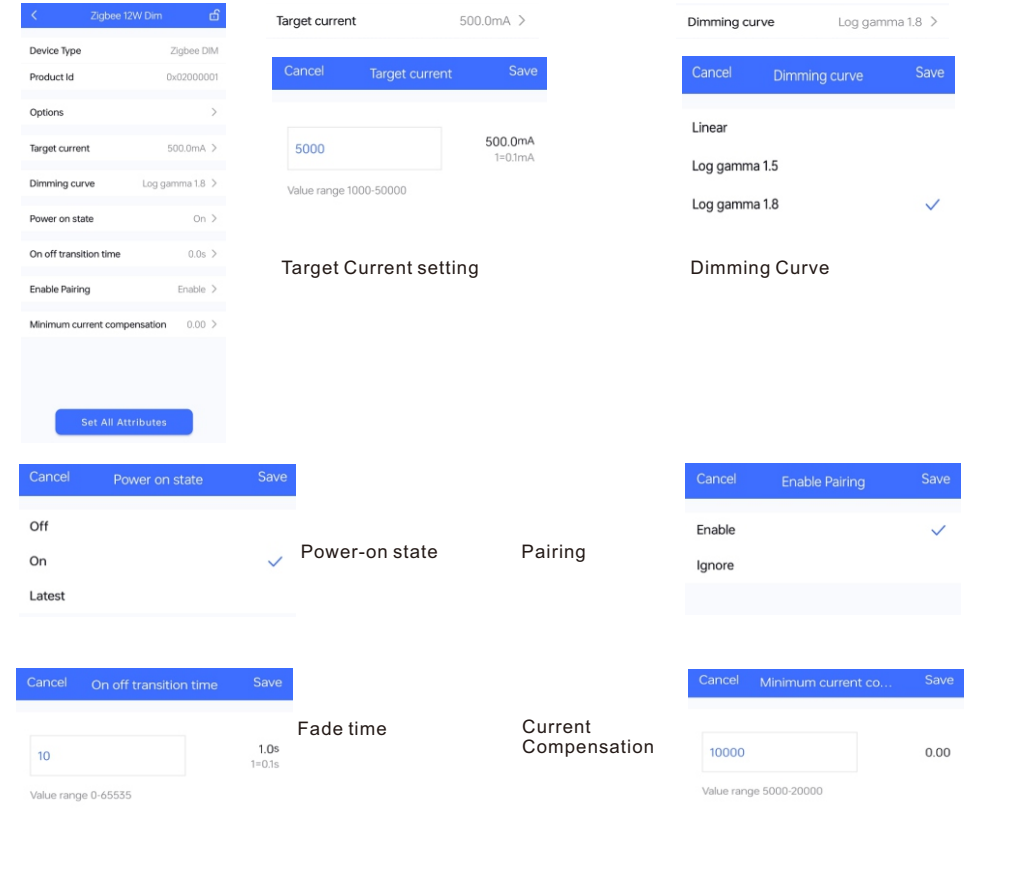 Zigbee 12W Dim
Device Type Zigbee DIM
Product Id 0x02000001
Options
Target current 500.0mA
Dimming curve Log gamma 1.8
Power on state On
On off transition time 0.0s
Enable Pairing Enable
Minimum current compensation 0.00
Set All Attributes
Target current 500.0mA
Cancel Target current Save
5000 500.0mA
1=0.1mA
Value range 1000-50000
Target Current setting
Dimming curve Log gamma 1.8
Cancel Dimming curve Save
Linear
Log gamma 1.5
Log gamma 1.8
Dimming Curve
Cancel Power on state Save
Off
On
Latest
Power-on state
Pairing
Cancel Enable Pairing Save
Enable
Ignore
Cancel On off transition time Save
10 1.0s
1=0.1s
Value range 0-65535
Fade time
Current
Compensation
Cancel Minimum current co... Save
10000 0.00
Value range 5000-20000